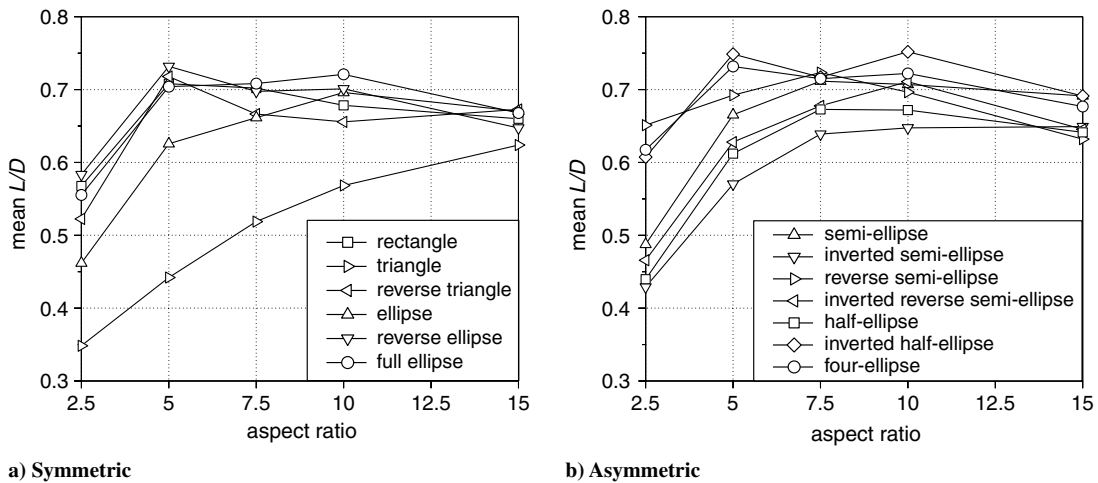 0.8
0.7
0.6
0.5
0.4
0.3
mean L/D
2.5 5 7.5 10 12.5 15
aspect ratio
rectangle
triangle
reverse triangle
ellipse
reverse ellipse
full ellipse
a) Symmetric
0.8
0.7
0.6
0.5
0.4
0.3
mean L/D
2.5 5 7.5 10 12.5 15
aspect ratio
semi-ellipse
inverted semi-ellipse
reverse semi-ellipse
inverted reverse semi-ellipse
half-ellipse
inverted half-ellipse
four-ellipse
b) Asymmetric